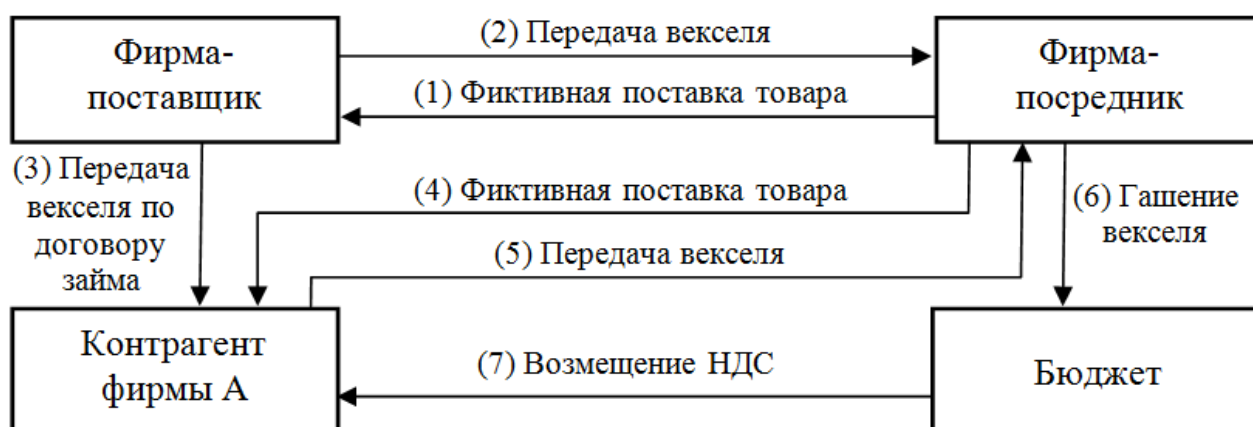 (2) Передача векселя
Фирма-
поставщик
Фирма-
посредник
(1) Фиктивная поставка товара
(3) Передача
векселя по
договору
займа
(4) Фиктивная поставка товара
(6) Гашение
векселя
(5) Передача векселя
Контрагент
фирмы А
(7) Возмещение НДС
Бюджет